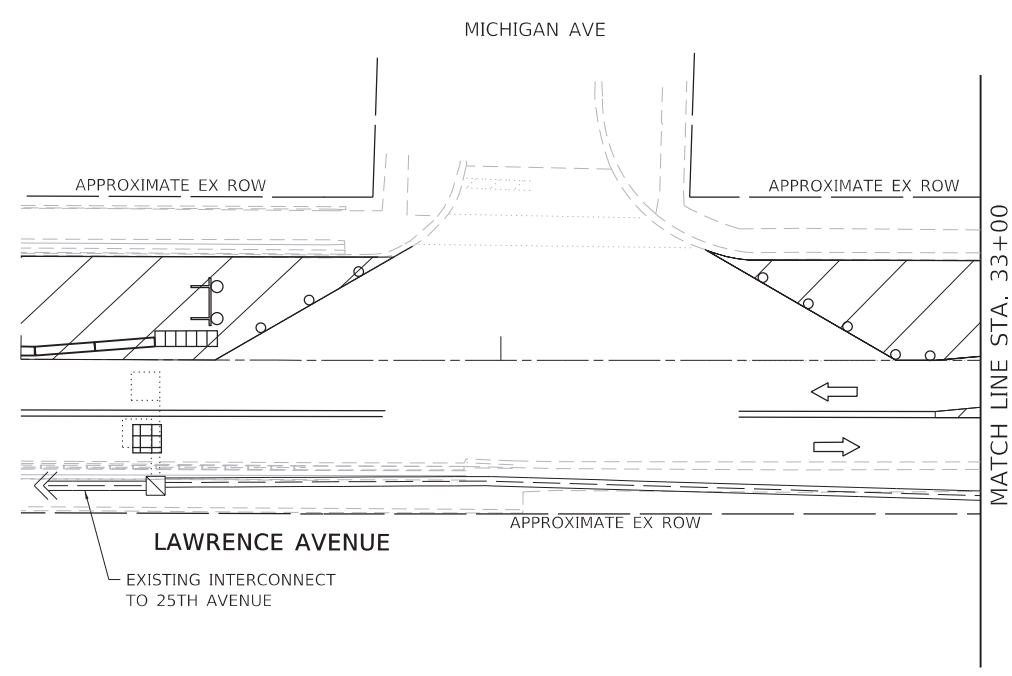 MICHIGAN AVE
APPROXIMATE EX ROW
APPROXIMATE EX ROW
MATCH LINE STA. 33+00
APPROXIMATE EX ROW
LAWRENCE AVENUE
EXISTING INTERCONNECT
TO 25TH AVENUE